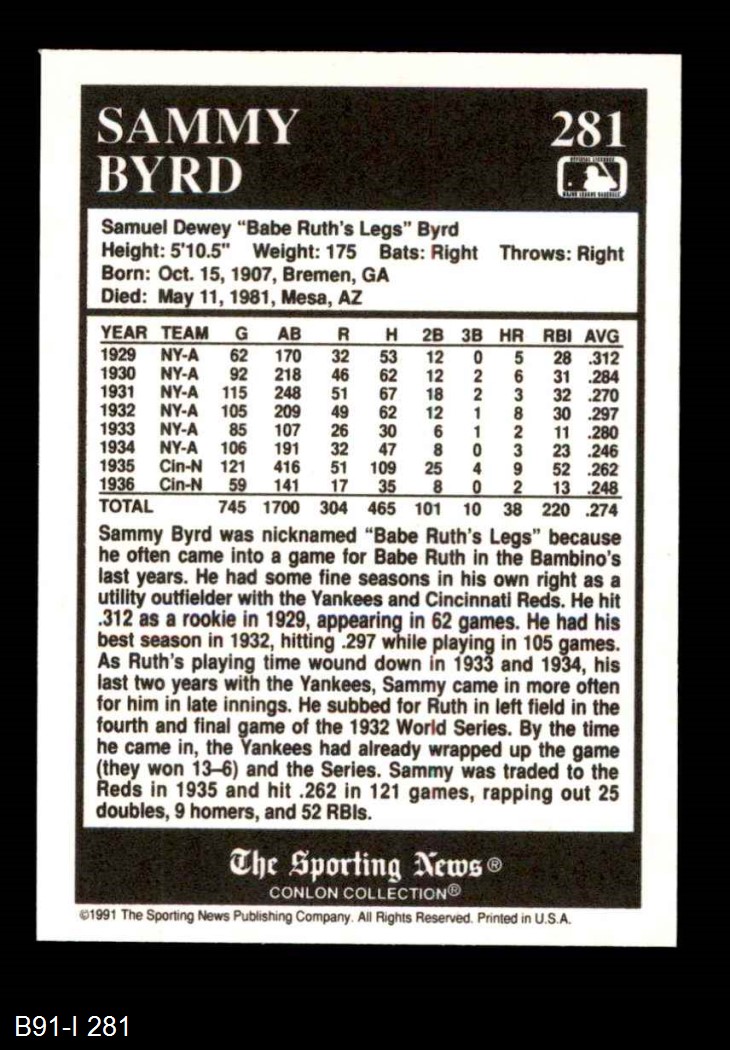 SAMMY 281
BYRD
OFFICIAL LICENSEE
MAJOR LEAGUE BASEBALL
Samuel Dewey “Babe Ruth's Legs” Byrd
Height: 5'10.5" Weight: 175 Bats: Right Throws: Right
Born: Oct. 15, 1907, Bremen, GA
Died: May 11, 1981, Mesa, AZ
YEAR TEAM G AB R H 2B 3B HR RBI AVG
1929 NY-A 62 170 32 53 12 0 5 28 .312
1930 NY-A 92 218 46 62 12 2 6 31 .284
1931 NY-A 115 248 51 67 18 2 3 32 .270
1932 NY-A 105 209 49 62 12 1 8 30 .297
1933 NY-A 85 107 26 30 6 1 2 11 .280
1934 NY-A 106 191 32 47 8 0 3 23 .246
1935 Cin-N 121 416 51 109 25 4 9 52 .262
1936 Cin-N 59 141 17 35 8 0 2 13 .248
TOTAL 745 1700 304 465 101 10 38 220 .274
Sammy Byrd was nicknamed “Babe Ruth's Legs” because
he often came into a game for Babe Ruth in the Bambino's
last years. He had some fine seasons in his own right as a
utility outfielder with the Yankees and Cincinnati Reds. He hit
.312 as a rookie in 1929, appearing in 62 games. He had his
best season in 1932, hitting .297 while playing in 105 games.
As Ruth's playing time wound down in 1933 and 1934, his
last two years with the Yankees, Sammy came in more often
for him in late innings. He subbed for Ruth in left field in the
fourth and final game of the 1932 World Series. By the time
he came in, the Yankees had already wrapped up the game
(they won 13–6) and the Series. Sammy was traded to the
Reds in 1935 and hit .262 in 121 games, rapping out 25
doubles, 9 homers, and 52 RBIs.
The Sporting News®
CONLON COLLECTION®
©1991 The Sporting News Publishing Company. All Rights Reserved. Printed in U.S.A.
B91-I 281